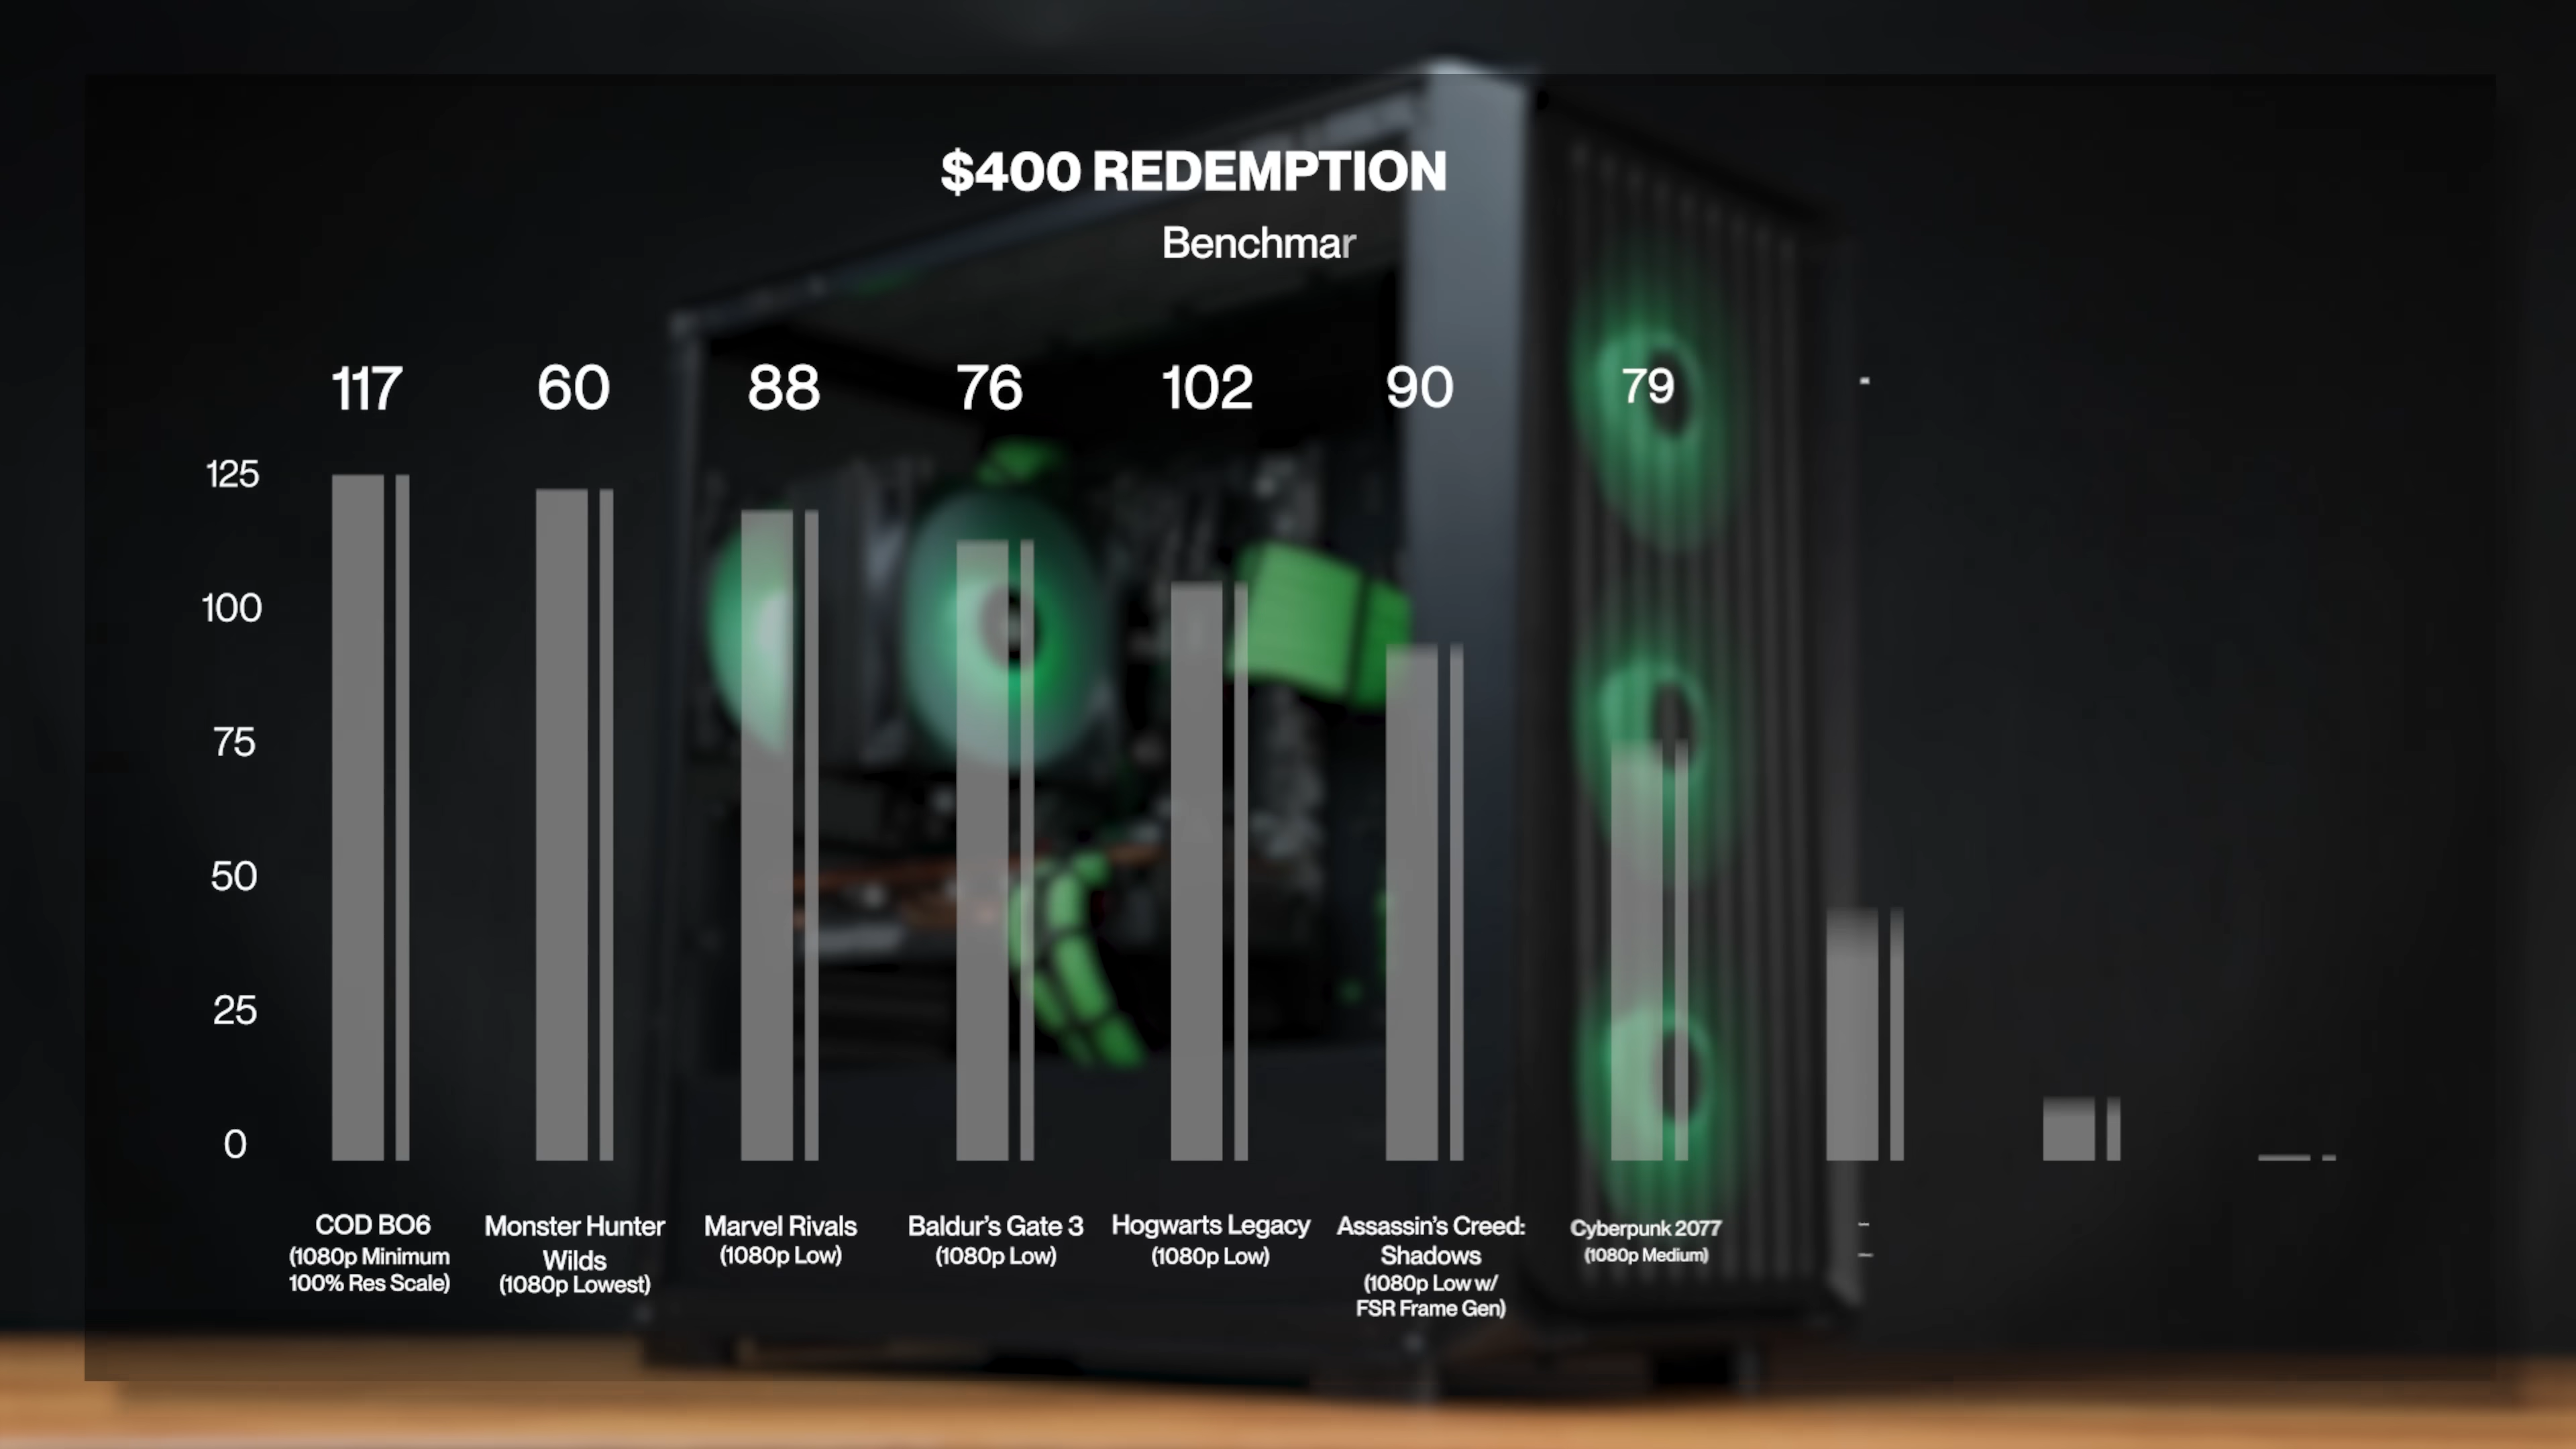 $400 REDEMPTION
Benchmar
117 60 88 76 102 90 79
125
100
75
50
25
0
COD BO6
(1080p Minimum
100% Res Scale)
Monster Hunter
Wilds
(1080p Lowest)
Marvel Rivals
(1080p Low)
Baldur's Gate 3
(1080p Low)
Hogwarts Legacy
(1080p Low)
Assassin's Creed:
Shadows
(1080p Low w/
FSR Frame Gen)
Cyberpunk 2077
(1080p Medium)